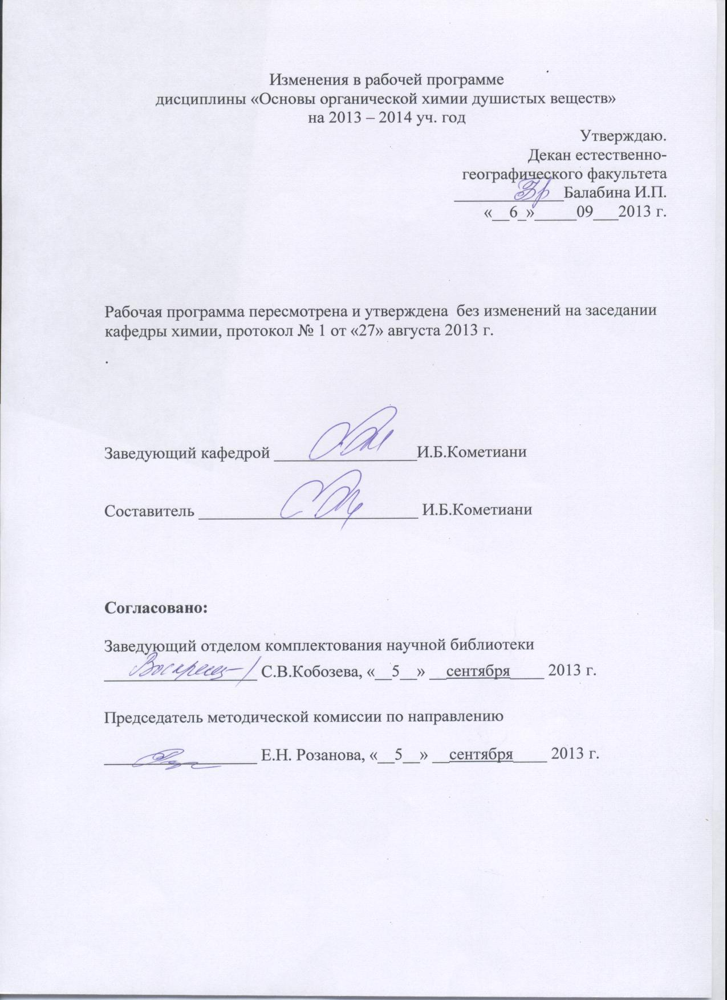 Изменения в рабочей программе
дисциплины «Основы органической химии душистых веществ»
на 2013 – 2014 уч. год
Утверждаю.
Декан естественно-
географического факультета
_____________Балабина И.П.
«__6_»_____09___2013 г.
Рабочая программа пересмотрена и утверждена без изменений на заседании
кафедры химии, протокол № 1 от «27» августа 2013 г.
.
Заведующий кафедрой _________________И.Б.Кометиани
Составитель __________________________ И.Б.Кометиани
Согласовано:
Заведующий отделом комплектования научной библиотеки
__________________ С.В.Кобозева, «__5__» __сентября____ 2013 г.
Председатель методической комиссии по направлению
__________________ Е.Н. Розанова, «__5__» __сентября____ 2013 г.